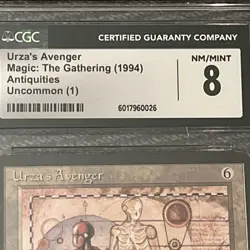 CGC
CERTIFIED GUARANTY COMPANY
Urza's Avenger
Magic: The Gathering (1994)
Antiquities
Uncommon (1)
NM/MINT
8
6017960026
Urza's Avenger
6